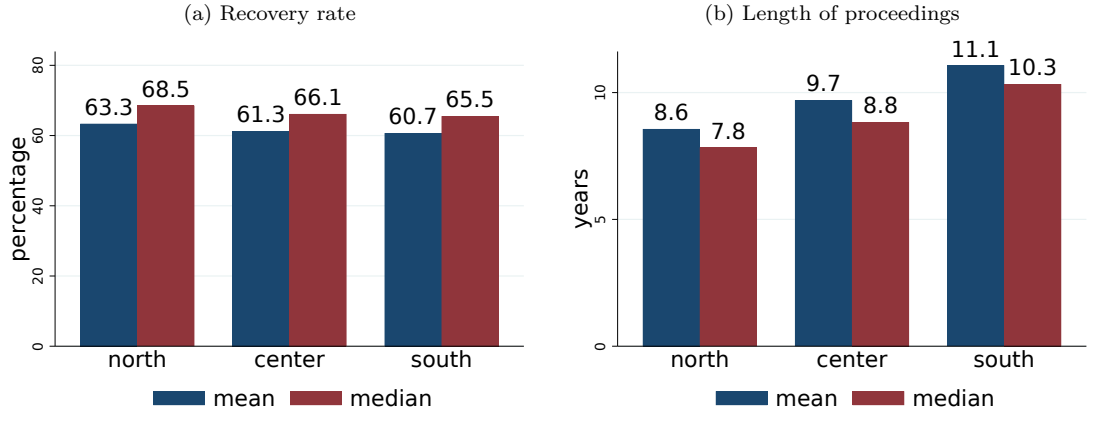 (a) Recovery rate
percentage
80
60
40
20
0
63.3
68.5
61.3
66.1
60.7
65.5
north center south
mean median
(b) Length of proceedings
years
10
5
0
8.6
7.8
9.7
8.8
11.1
10.3
north center south
mean median